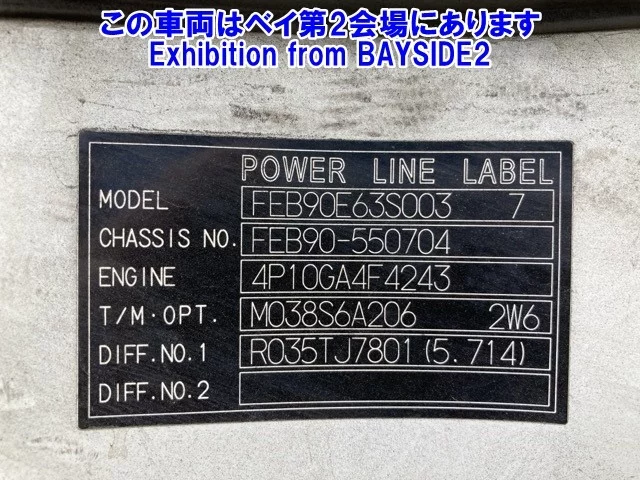 この車両はベイ第2会場にあります
Exhibition from BAYSIDE2
POWER LINE LABEL
MODEL FEB90E63S003 7
CHASSIS NO. FEB90-550704
ENGINE 4P10GA4F4243
T/M·OPT. M038S6A206 2W6
DIFF.NO.1 R035TJ7801(5.714)
DIFF.NO.2